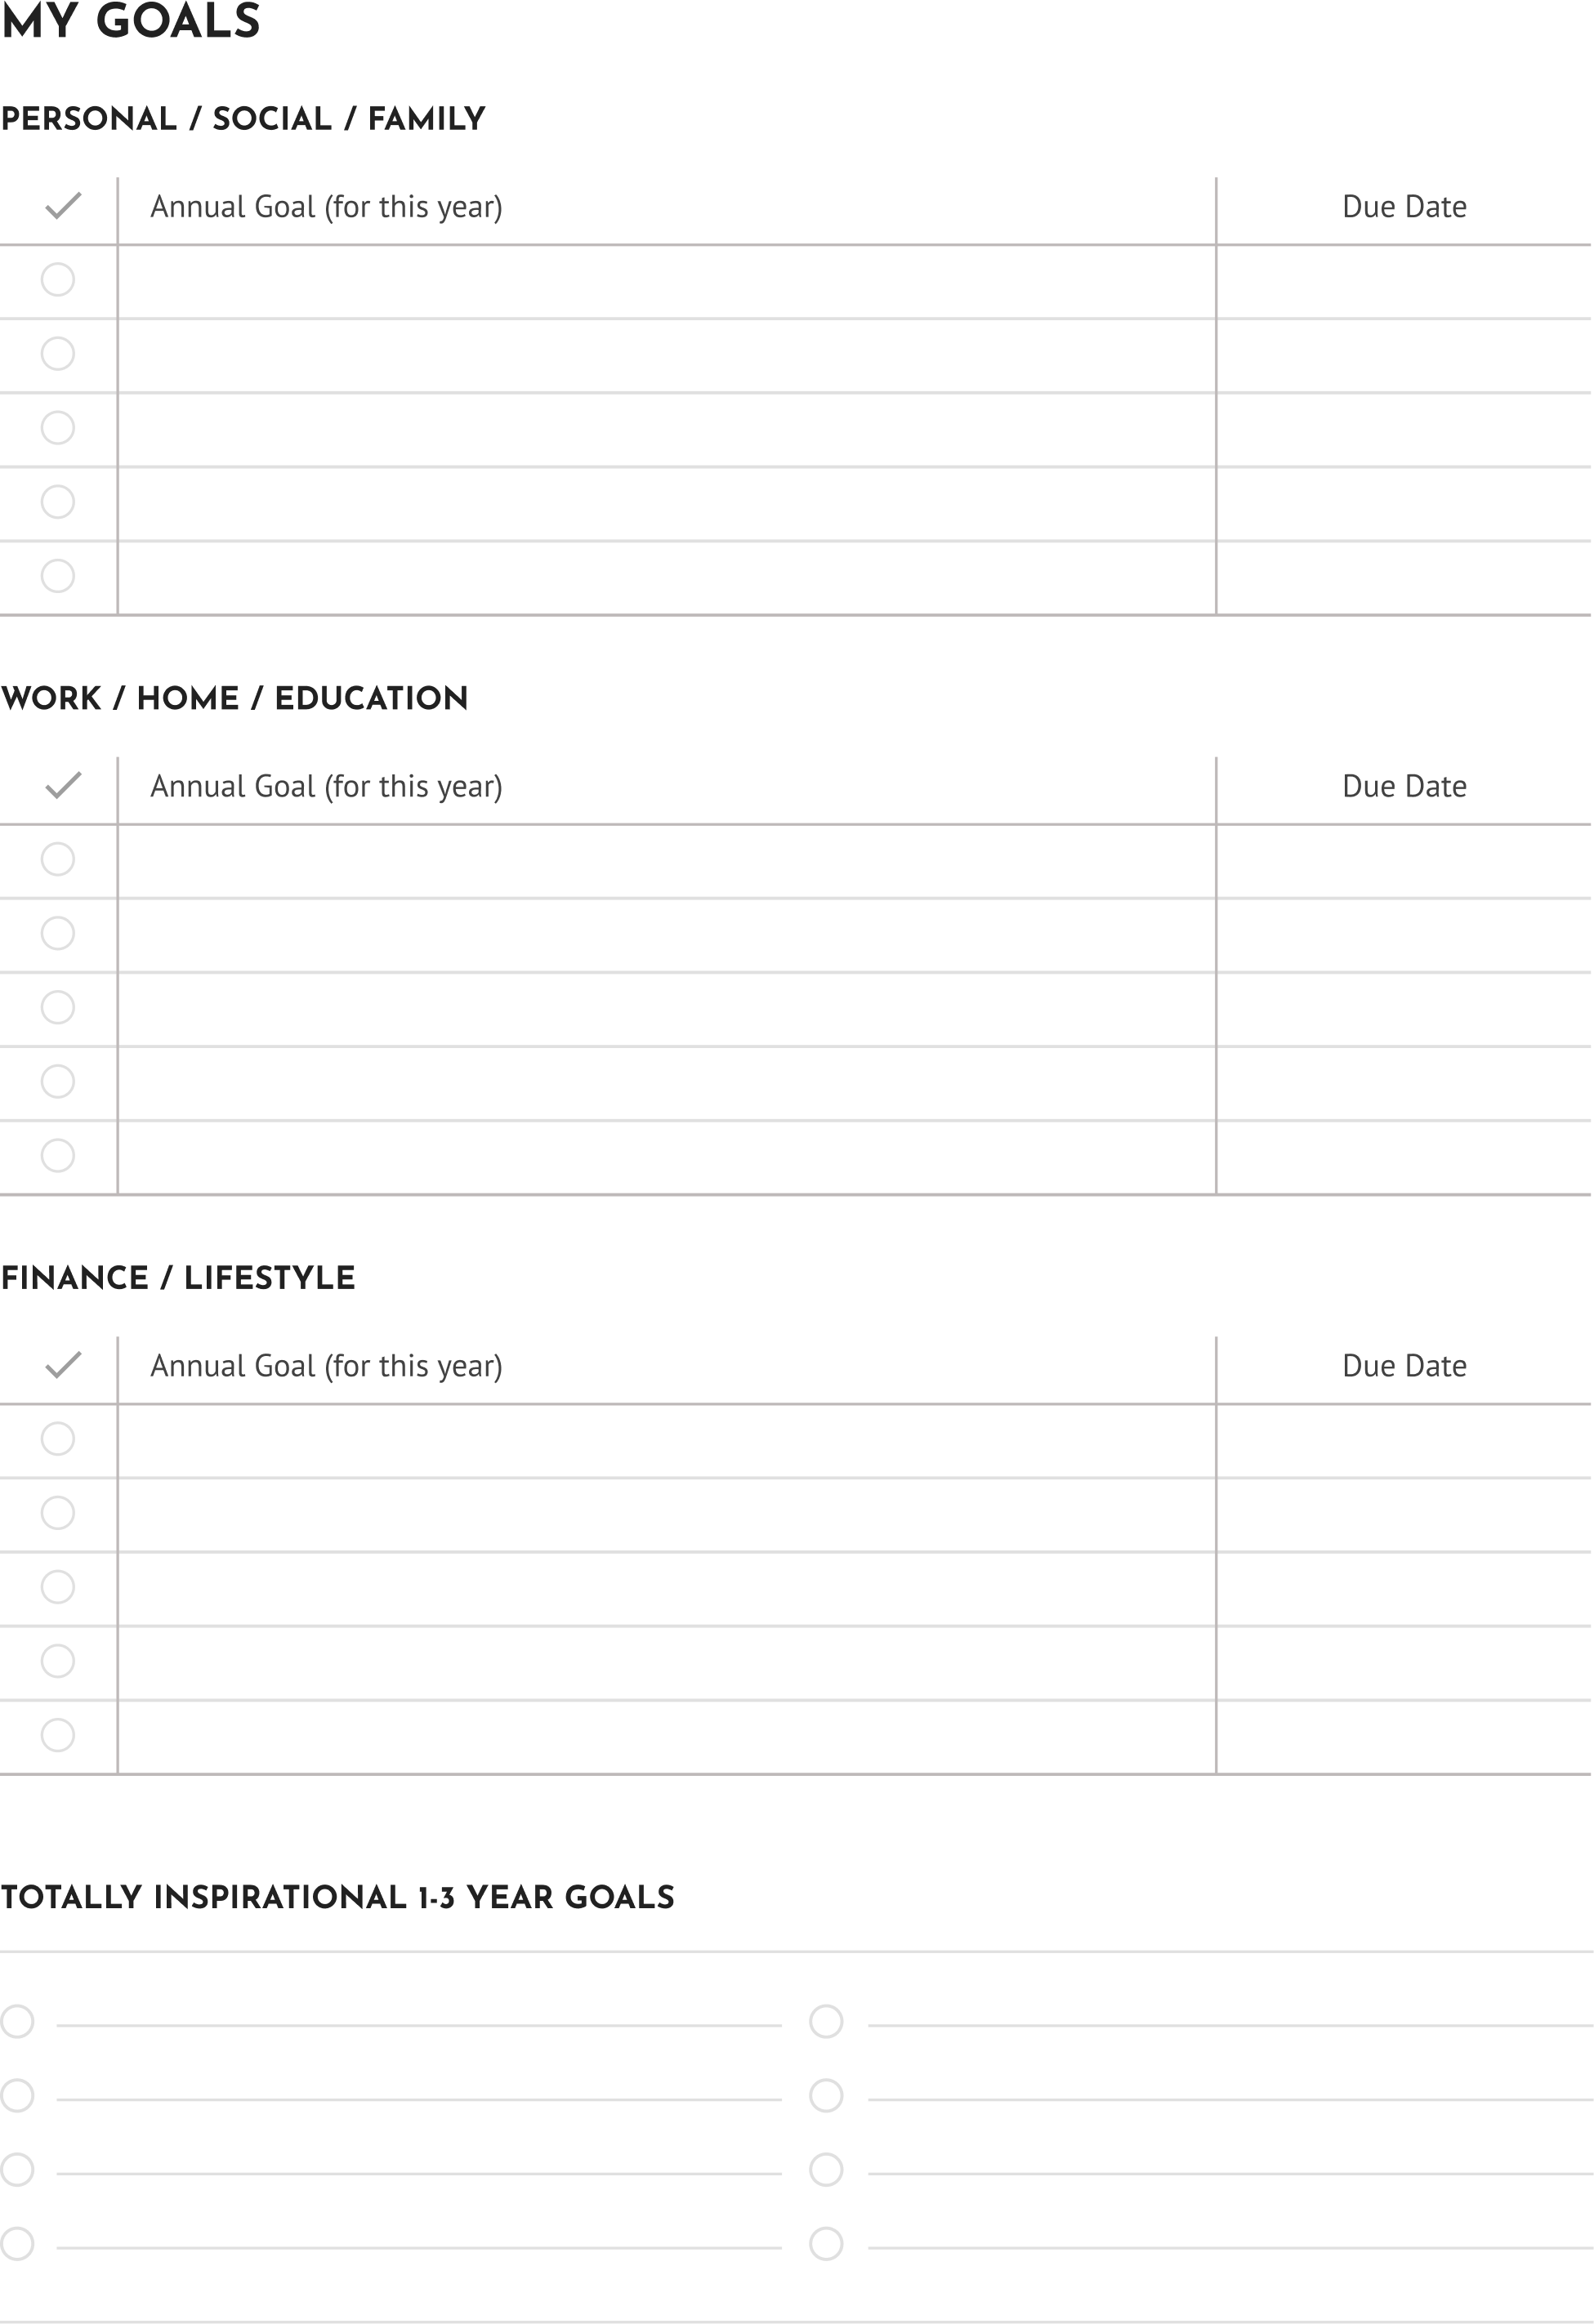 MY GOALS
PERSONAL / SOCIAL / FAMILY
Annual Goal (for this year) Due Date
WORK / HOME / EDUCATION
Annual Goal (for this year) Due Date
FINANCE / LIFESTYLE
Annual Goal (for this year) Due Date
TOTALLY INSPIRATIONAL 1-3 YEAR GOALS